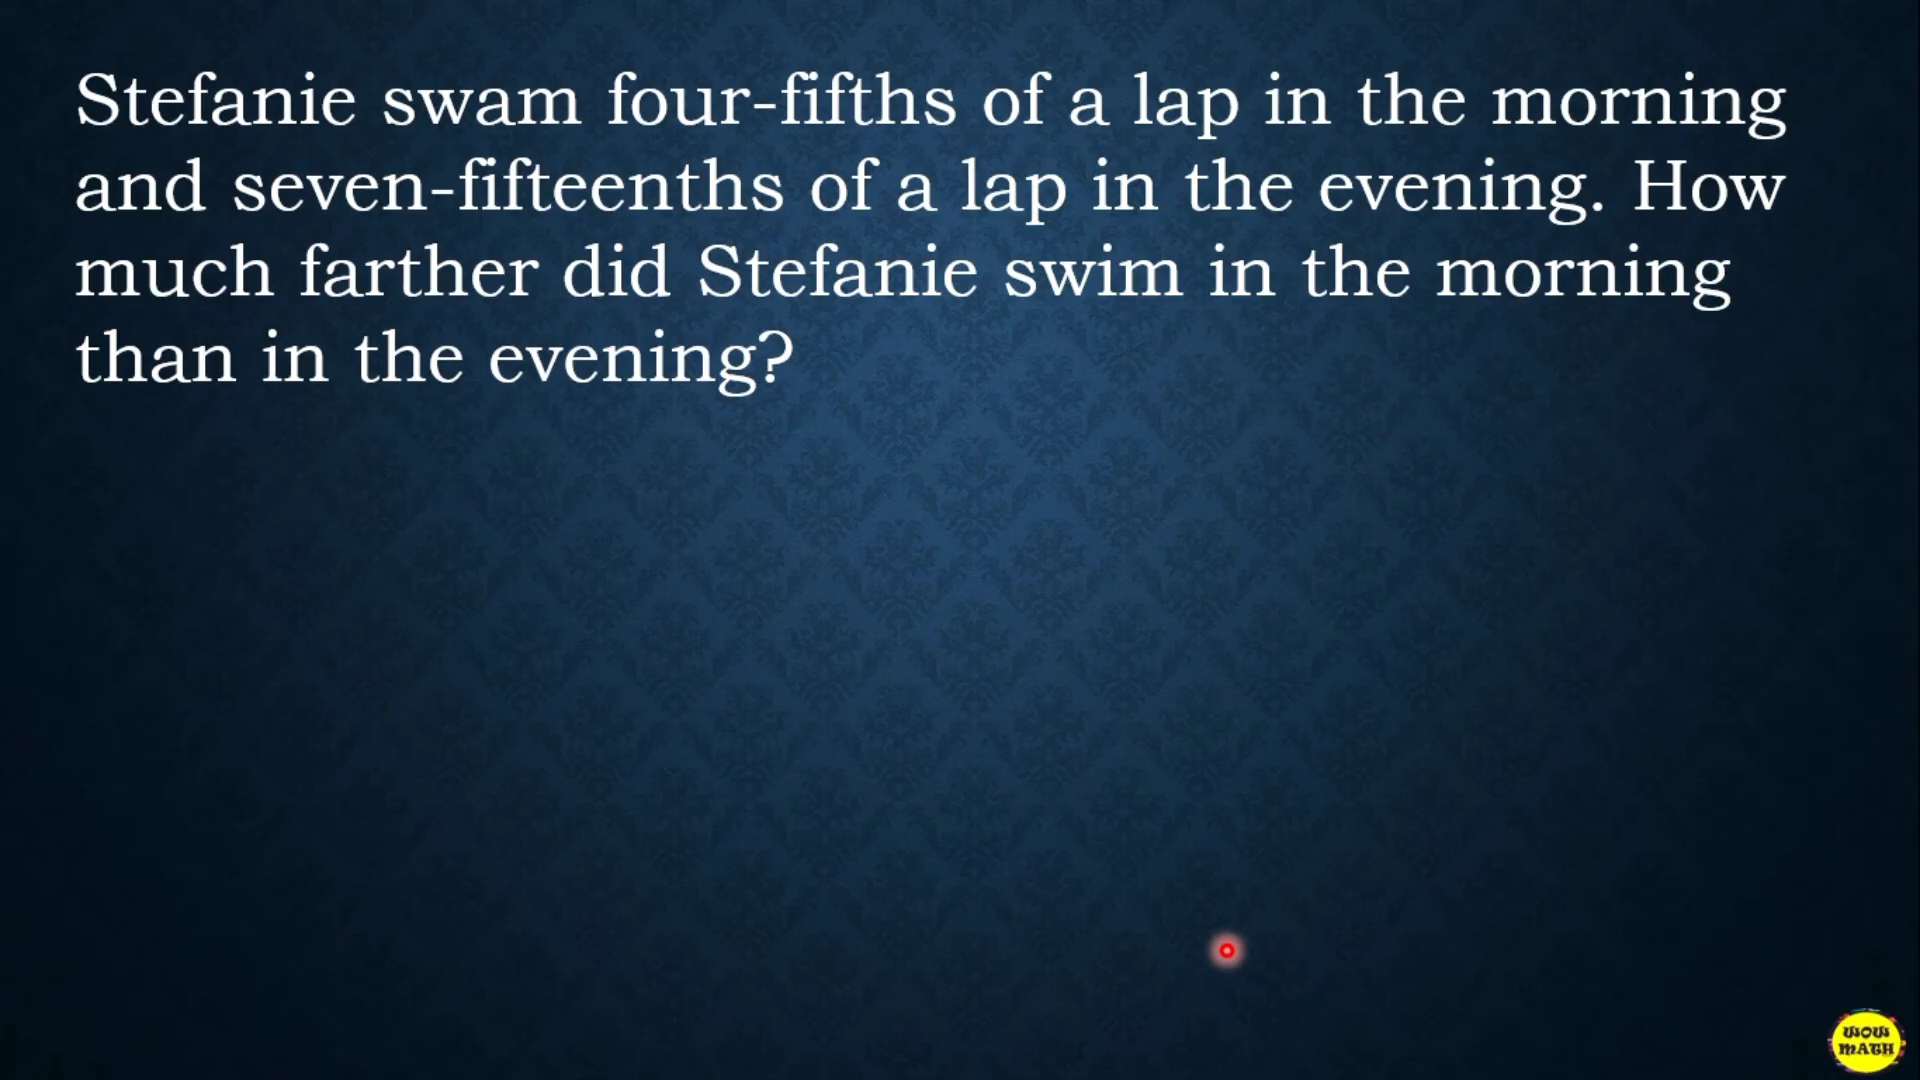 Stefanie swam four-fifths of a lap in the morning
and seven-fifteenths of a lap in the evening. How
much farther did Stefanie swim in the morning
than in the evening?
WOW
MATH